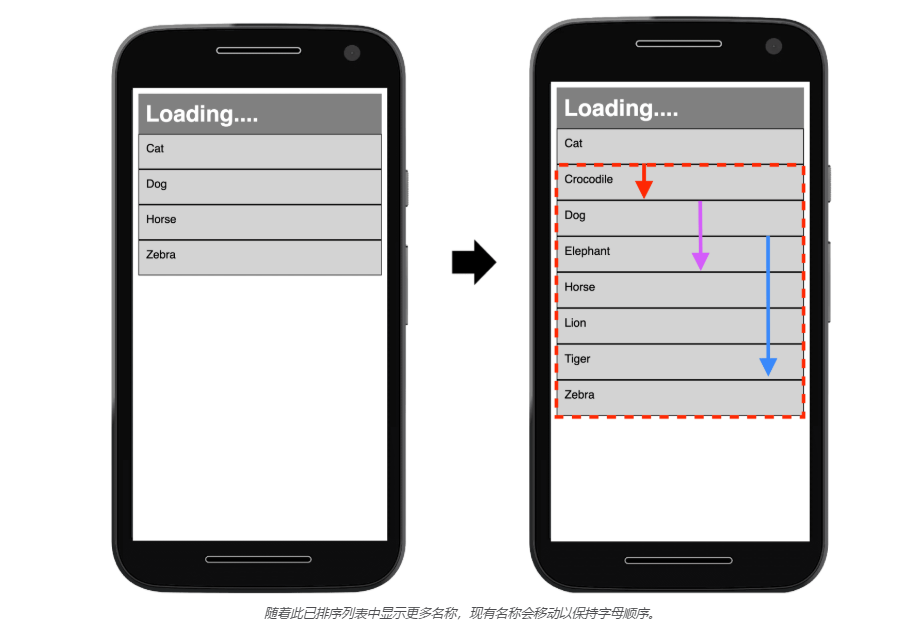 Loading....
Cat
Dog
Horse
Zebra
Loading....
Cat
Crocodile
Dog
Elephant
Horse
Lion
Tiger
Zebra
随着此已排序列表中显示更多名称，现有名称会移动以保持字母顺序。